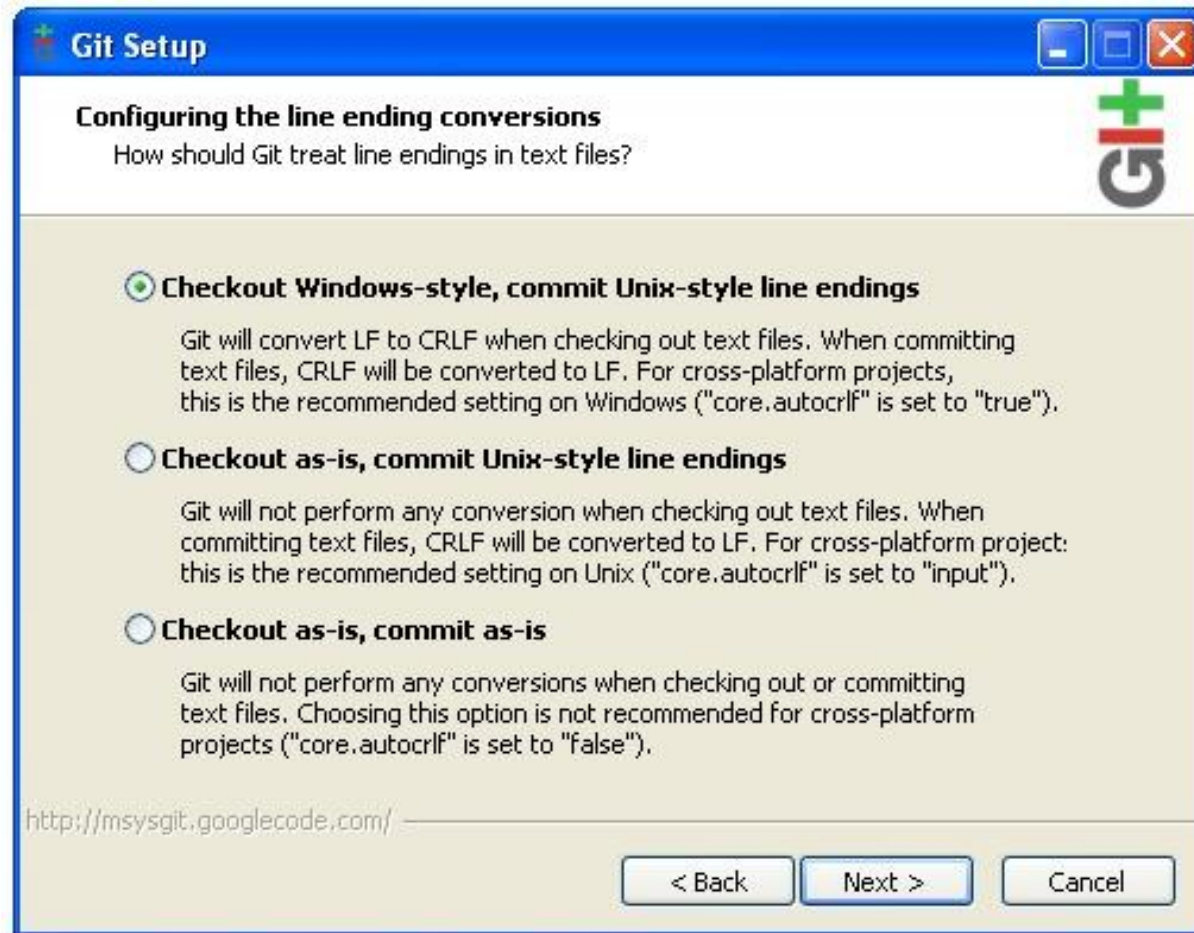 Git Setup
Configuring the line ending conversions
How should Git treat line endings in text files?
Git
Checkout Windows-style, commit Unix-style line endings
Git will convert LF to CRLF when checking out text files. When committing
text files, CRLF will be converted to LF. For cross-platform projects,
this is the recommended setting on Windows ("core.autocrlf" is set to "true").
Checkout as-is, commit Unix-style line endings
Git will not perform any conversion when checking out text files. When
committing text files, CRLF will be converted to LF. For cross-platform project:
this is the recommended setting on Unix ("core.autocrlf" is set to "input").
Checkout as-is, commit as-is
Git will not perform any conversions when checking out or committing
text files. Choosing this option is not recommended for cross-platform
projects ("core.autocrlf" is set to "false").
http://msysgit.googlecode.com/
< Back
Next >
Cancel